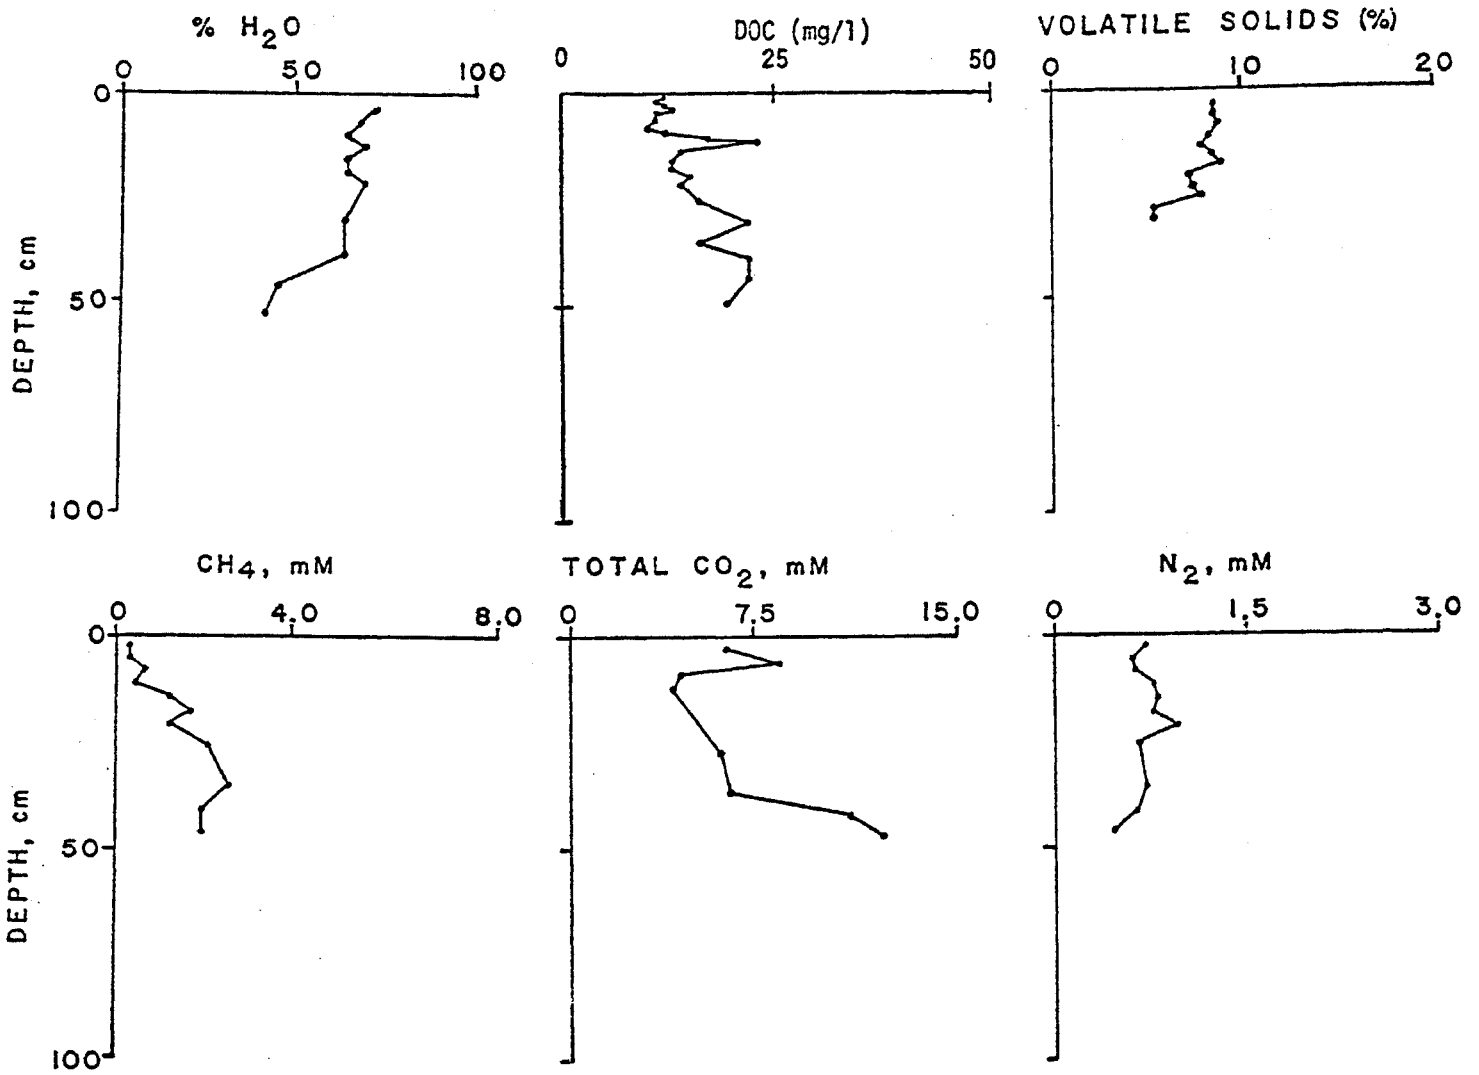 % H2O
DOC (mg/l)
VOLATILE SOLIDS (%)
0 50 100
0 25 50
0 10 20
0
50
100
DEPTH, cm
CH4, mM
TOTAL CO2, mM
N2, mM
0 4.0 8.0
0 7.5 15.0
0 1.5 3.0
0
50
100
DEPTH, cm